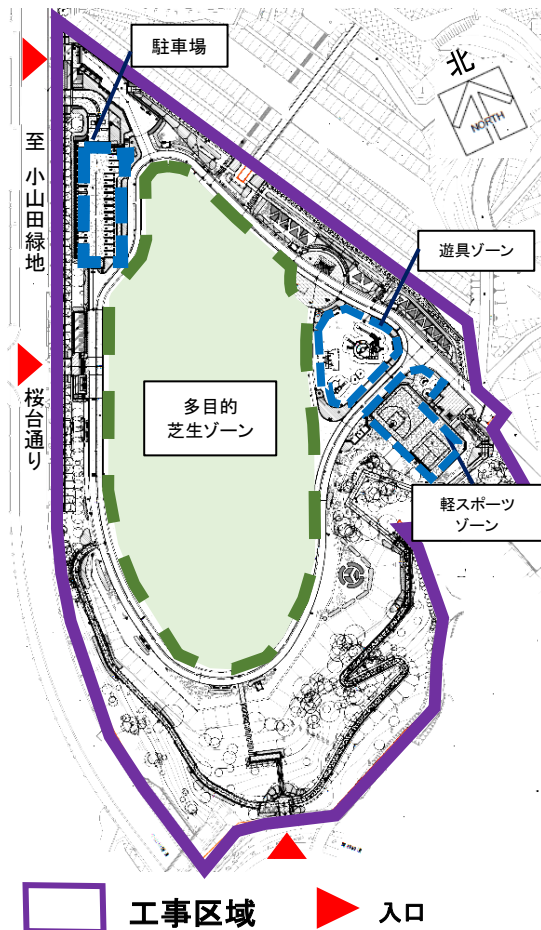 駐車場
北
NORTH
至 小山田緑地
遊具ゾーン
桜台通り
多目的
芝生ゾーン
軽スポーツ
ゾーン
工事区域
入口